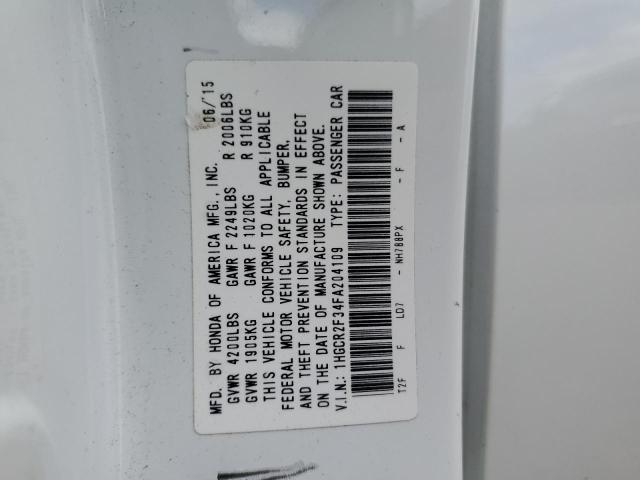 MFD. BY HONDA OF AMERICA MFG., INC. 06/15
GVWR 4200LBS GAWR F 2249LBS R 2006LBS
GVWR 1905KG GAWR F 1020KG R 910KG
THIS VEHICLE CONFORMS TO ALL APPLICABLE
FEDERAL MOTOR VEHICLE SAFETY, BUMPER,
AND THEFT PREVENTION STANDARDS IN EFFECT
ON THE DATE OF MANUFACTURE SHOWN ABOVE.
V.I.N.: 1HGCR2F34FA204109 TYPE: PASSENGER CAR
T2F F LD7 - NH788PX - F - A